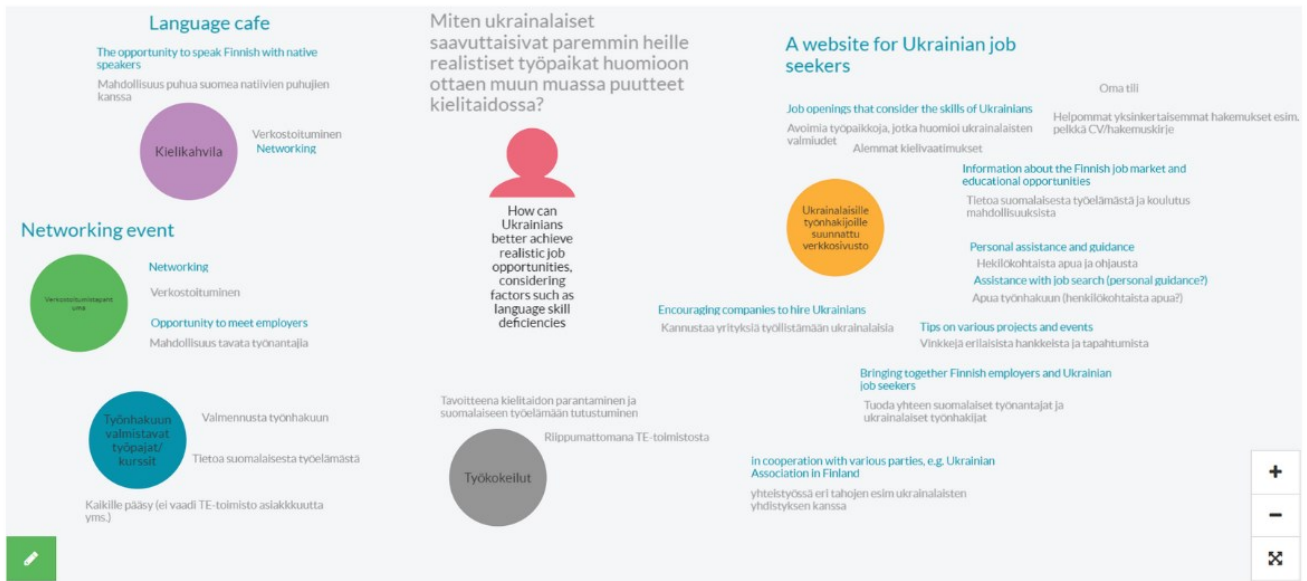 Language cafe
The opportunity to speak Finnish with native
speakers
Mahdollisuus puhua suomea natiivien puhujien
kanssa
Kielikahvila
Verkostoituminen
Networking
Networking event
Verkostoitumistapaht
uma
Networking
Verkostoituminen
Opportunity to meet employers
Mahdollisuus tavata työnantajia
Työnhakuun
valmistavat
työpajat/
kurssit
Valmennusta työnhakuun
Tietoa suomalaisesta työelämästä
Kaikille pääsy (ei vaadi TE-toimisto asiakkkuutta
yms.)
Miten ukrainalaiset
saavuttaisivat paremmin heille
realistiset työpaikat huomioon
ottaen muun muassa puutteet
kielitaidossa?
How can
Ukrainians
better achieve
realistic job
opportunities,
considering
factors such as
language skill
deficiencies
Tavoitteena kielitaidon parantaminen ja
suomalaiseen työelämään tutustuminen
Riippumattomana TE-toimistosta
Työkokeilut
A website for Ukrainian job
seekers
Oma tili
Job openings that consider the skills of Ukrainians
Avoimia työpaikkoja, jotka huomioi ukrainalaisten
valmiudet
Alemmat kielivaatimukset
Helpommat yksinkertaisemmat hakemukset esim.
pelkkä CV/hakemuskirje
Ukrainalaisille
työnhakijoille
suunnattu
verkkosivusto
Information about the Finnish job market and
educational opportunities
Tietoa suomalaisesta työelämästä ja koulutus
mahdollisuuksista
Personal assistance and guidance
Hekilökohtaista apua ja ohjausta
Assistance with job search (personal guidance?)
Apua työnhakuun (henkilökohtaista apua?)
Encouraging companies to hire Ukrainians
Kannustaa yrityksiä työllistämään ukrainalaisia
Tips on various projects and events
Vinkkejä erilaisista hankkeista ja tapahtumista
Bringing together Finnish employers and Ukrainian
job seekers
Tuoda yhteen suomalaiset työnantajat ja
ukrainalaiset työnhakijat
in cooperation with various parties, e.g. Ukrainian
Association in Finland
yhteistyössä eri tahojen esim ukrainalaisten
yhdistyksen kanssa